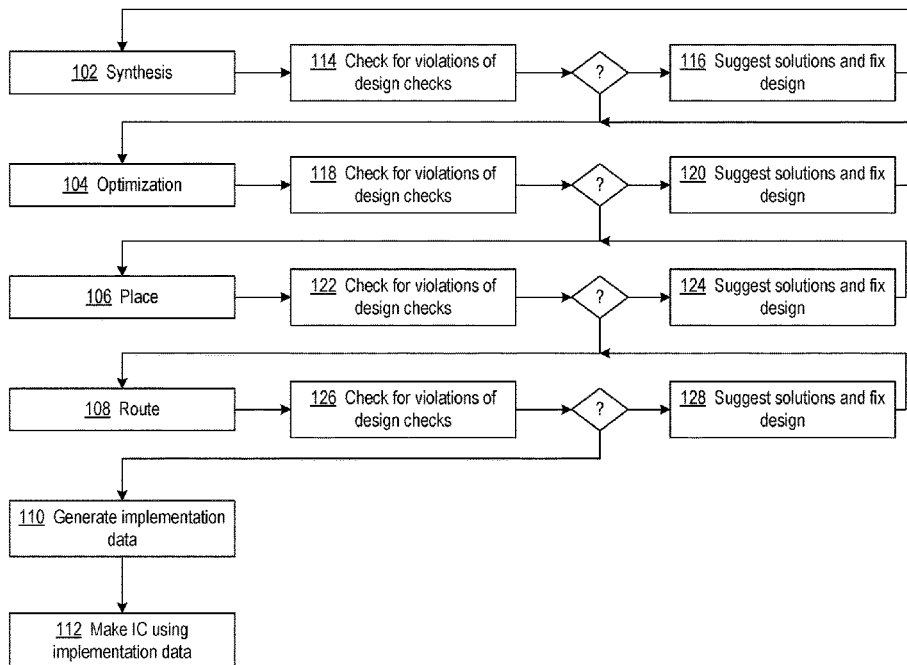 102 Synthesis
114 Check for violations of
design checks
?
116 Suggest solutions and fix
design
104 Optimization
118 Check for violations of
design checks
?
120 Suggest solutions and fix
design
106 Place
122 Check for violations of
design checks
?
124 Suggest solutions and fix
design
108 Route
126 Check for violations of
design checks
?
128 Suggest solutions and fix
design
110 Generate implementation
data
112 Make IC using
implementation data